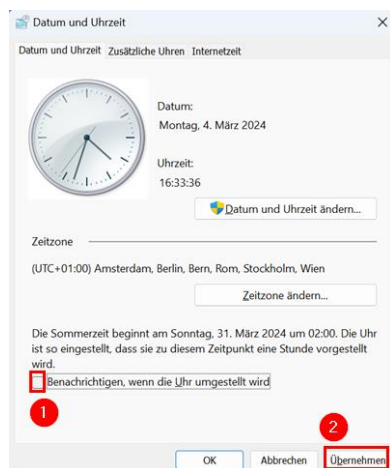 Datum und Uhrzeit
Datum und Uhrzeit Zusätzliche Uhren Internetzeit
Datum:
Montag, 4. März 2024
Uhrzeit:
16:33:36
Datum und Uhrzeit ändern...
Zeitzone
(UTC+01:00) Amsterdam, Berlin, Bern, Rom, Stockholm, Wien
Zeitzone ändern...
Die Sommerzeit beginnt am Sonntag, 31. März 2024 um 02:00. Die Uhr
ist so eingestellt, dass sie zu diesem Zeitpunkt eine Stunde vorgestellt
wird.
Benachrichtigen, wenn die Uhr umgestellt wird
1
2
OK Abbrechen Übernehmen